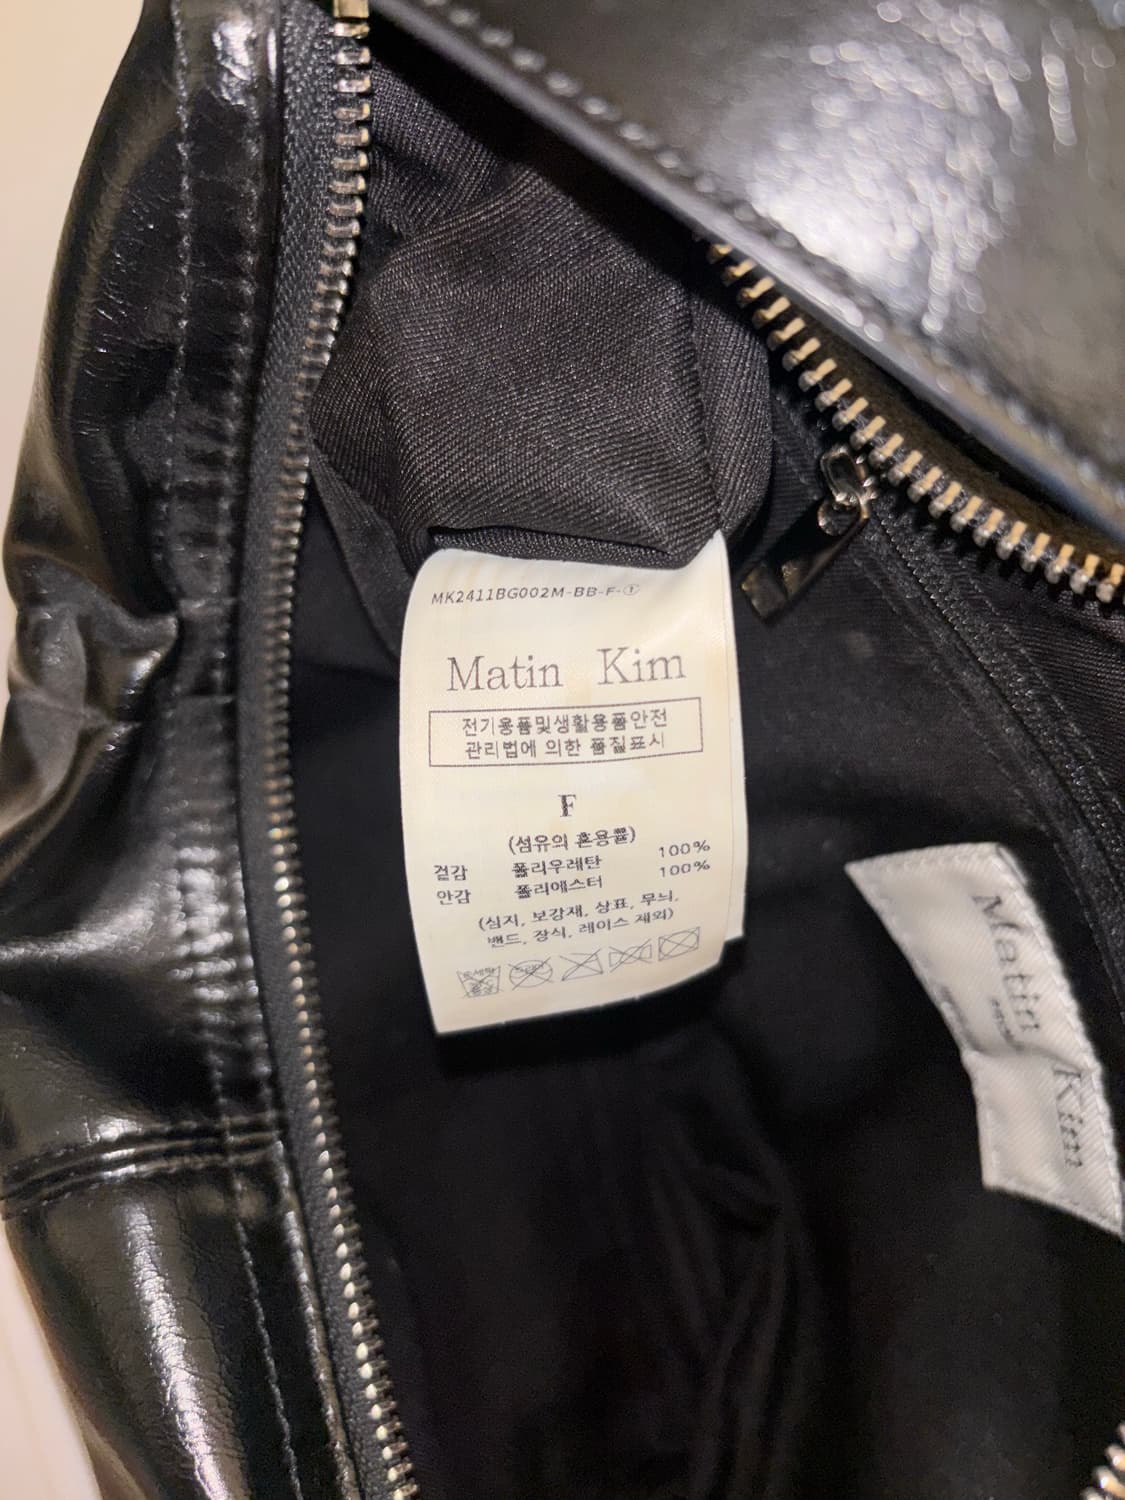 MK2411BG002M-BB-F-①
Matin Kim
전기용품및생활용품안전
관리법에 의한 품질표시
F
(섬유의 혼용률)
겉감 폴리우레탄 100%
안감 폴리에스터 100%
(심지, 보강재, 상표, 무늬,
밴드, 장식, 레이스 제외)
Matin Kim